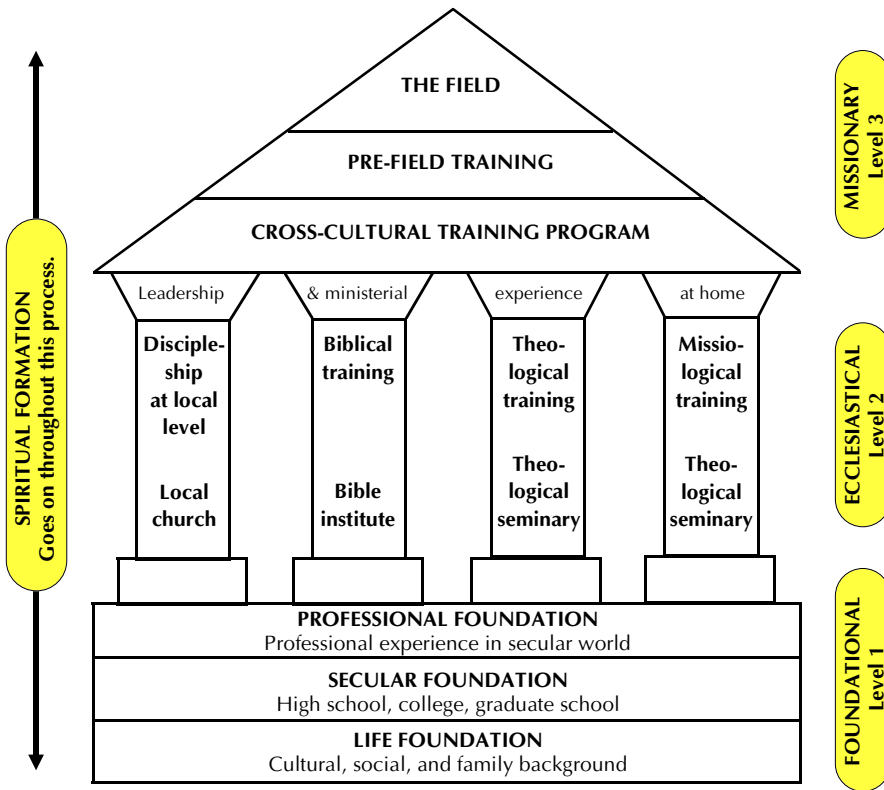 THE FIELD
PRE-FIELD TRAINING
CROSS-CULTURAL TRAINING PROGRAM
Leadership & ministerial experience at home
Disciple-
ship
at local
level
Local
church
Biblical
training
Bible
institute
Theo-
logical
training
Theo-
logical
seminary
Missio-
logical
training
Theo-
logical
seminary
PROFESSIONAL FOUNDATION
Professional experience in secular world
SECULAR FOUNDATION
High school, college, graduate school
LIFE FOUNDATION
Cultural, social, and family background
SPIRITUAL FORMATION
Goes on throughout this process.
MISSIONARY
Level 3
ECCLESIASTICAL
Level 2
FOUNDATIONAL
Level 1